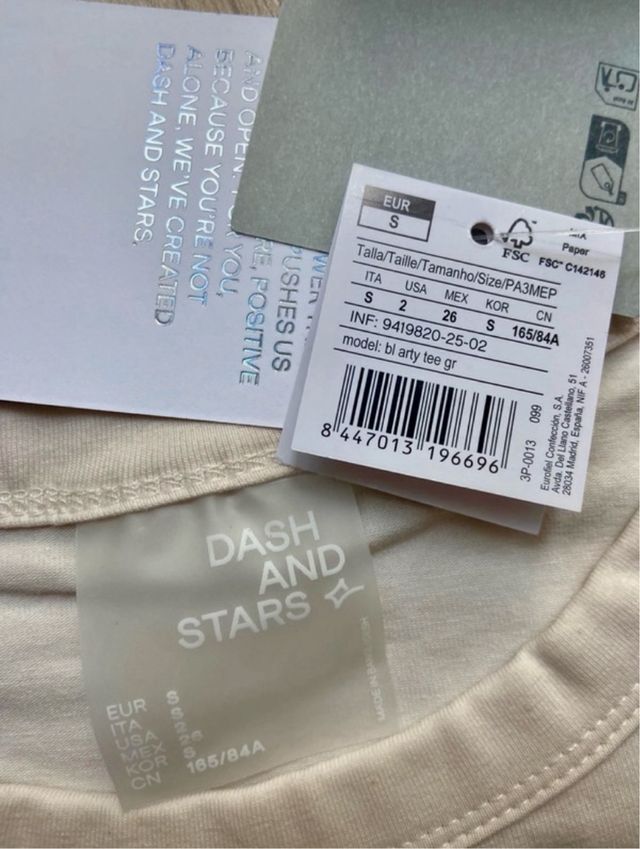 AND OPEN
BECAUSE YOU'RE NOT
ALONE, WE'VE CREATED
DASH AND STARS.
PUSHES US
POSITIVE
YOU,
EUR
S
FSC
MIX
Paper
FSC® C142146
Talla/Taille/Tamanho/Size/РАЗМЕР
ITA USA MEX KOR CN
S 2 26 S 165/84A
INF: 9419820-25-02
model: bl arty tee gr
8 447013 196696
3P-0013 099
Eurofiel Confección, S.A.
Avda. Del Llano Castellano, 51
28034 Madrid, España, NIF A - 26007351
DASH
AND
STARS
EUR S
ITA S
USA
MEX
KOR S
CN 165/84A